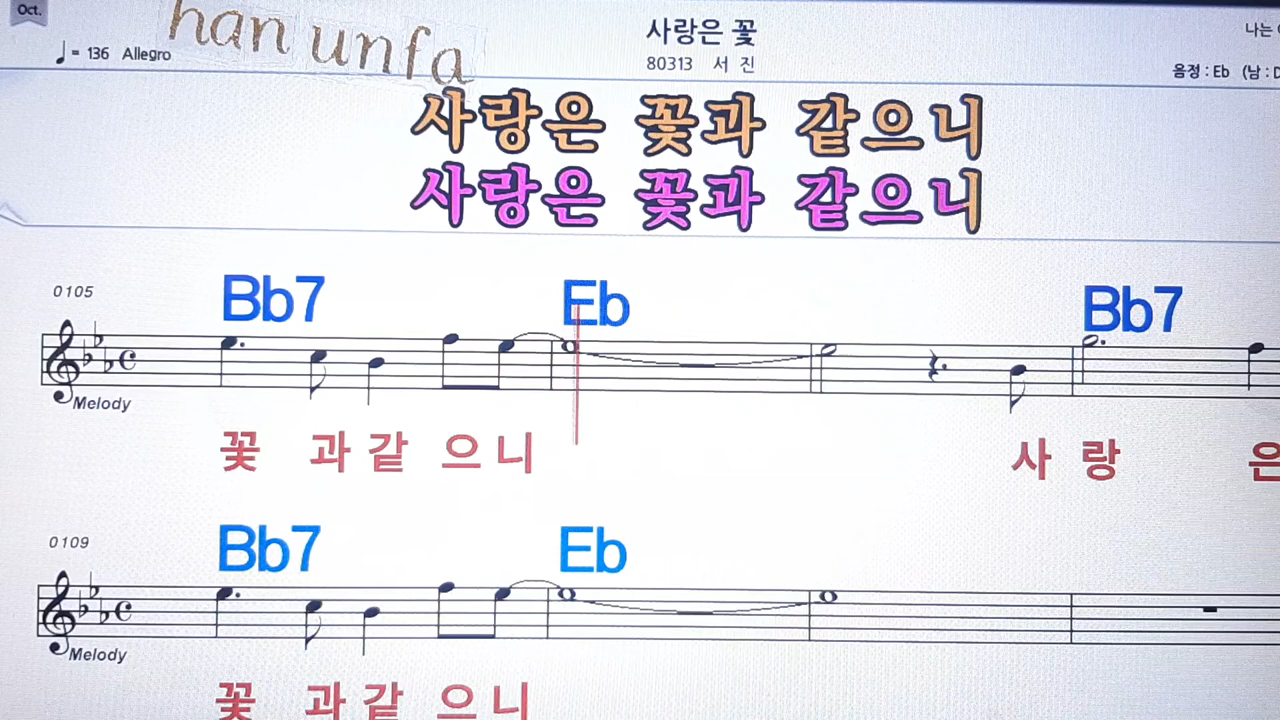 Oct.
han unfa
♩= 136 Allegro
사랑은 꽃
80313 서 진
나는
음정 : Eb (남 : D
사랑은 꽃과 같으니
사랑은 꽃과 같으니
0105
Bb7 Eb Bb7
Melody
꽃 과 같 으 니 사 랑 은
0109
Bb7 Eb
Melody
꽃 과 같 으 니